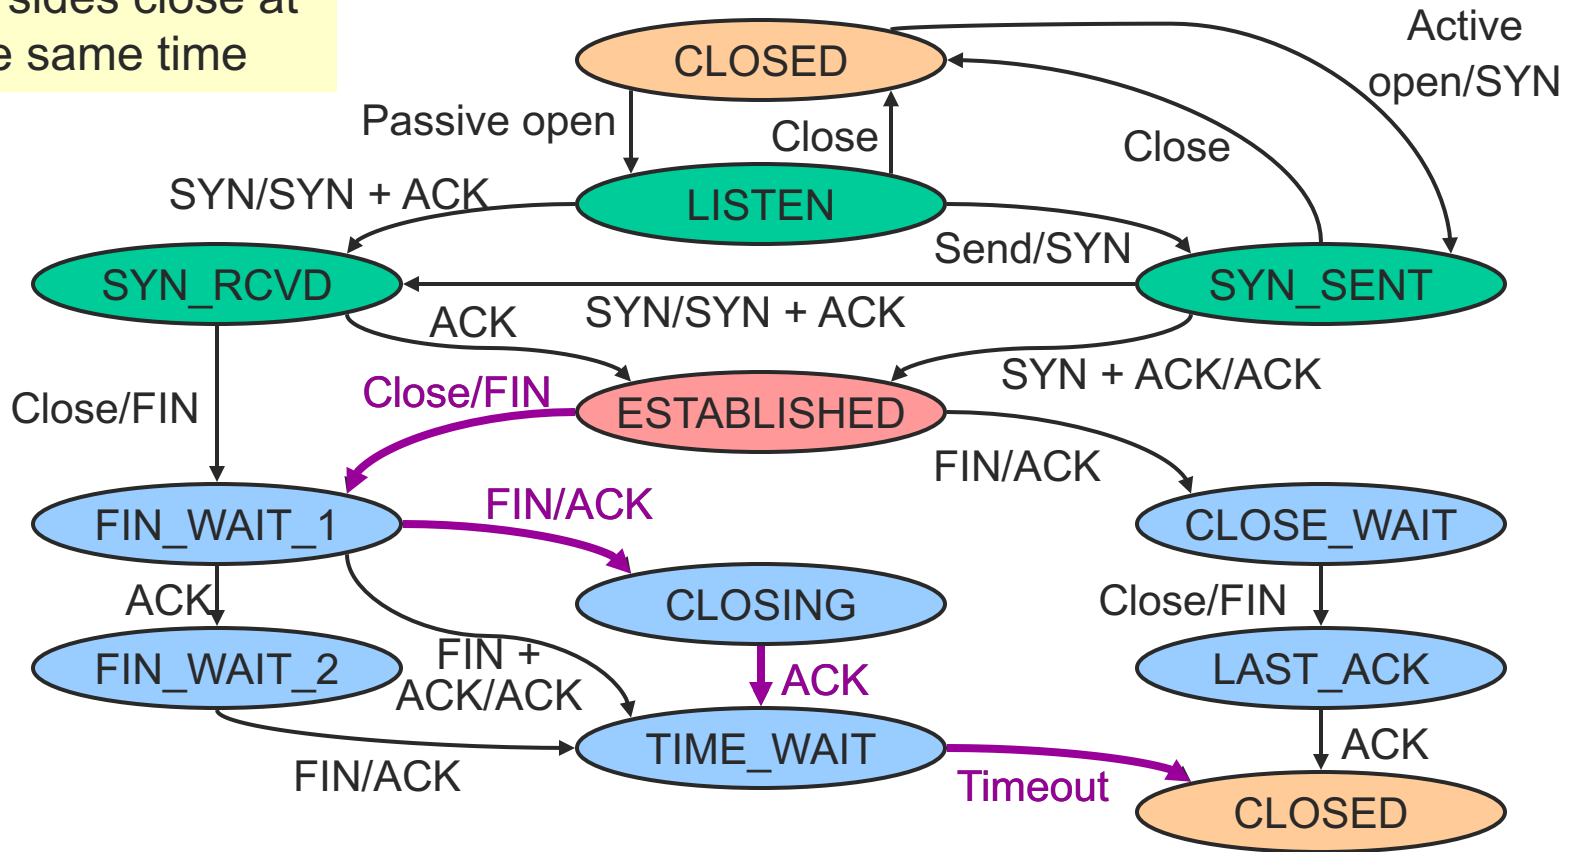 sides close at
same time
CLOSED
Active
open/SYN
Passive open
Close
Close
SYN/SYN + ACK
LISTEN
Send/SYN
SYN_RCVD
SYN_SENT
ACK
SYN/SYN + ACK
SYN + ACK/ACK
Close/FIN
Close/FIN
ESTABLISHED
FIN/ACK
FIN/ACK
FIN_WAIT_1
CLOSE_WAIT
ACK
CLOSING
Close/FIN
FIN_WAIT_2
FIN +
ACK/ACK
ACK
LAST_ACK
FIN/ACK
TIME_WAIT
ACK
Timeout
CLOSED